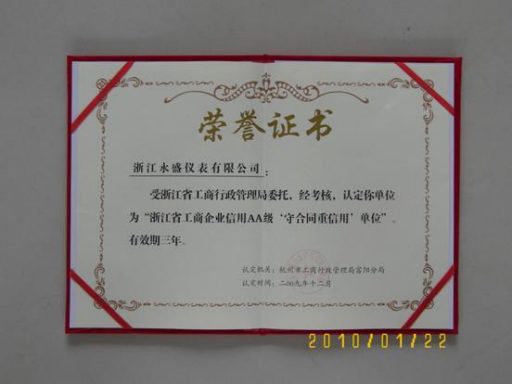 荣誉证书
浙江永盛仪表有限公司：
受浙江省工商行政管理局委托，经考核，认定你单位
为“浙江省工商企业信用AA级‘守合同重信用’单位”。
有效期三年。
认定机关：杭州市工商行政管理局富阳分局
认定时间：二00九年十二月
2010/01/22